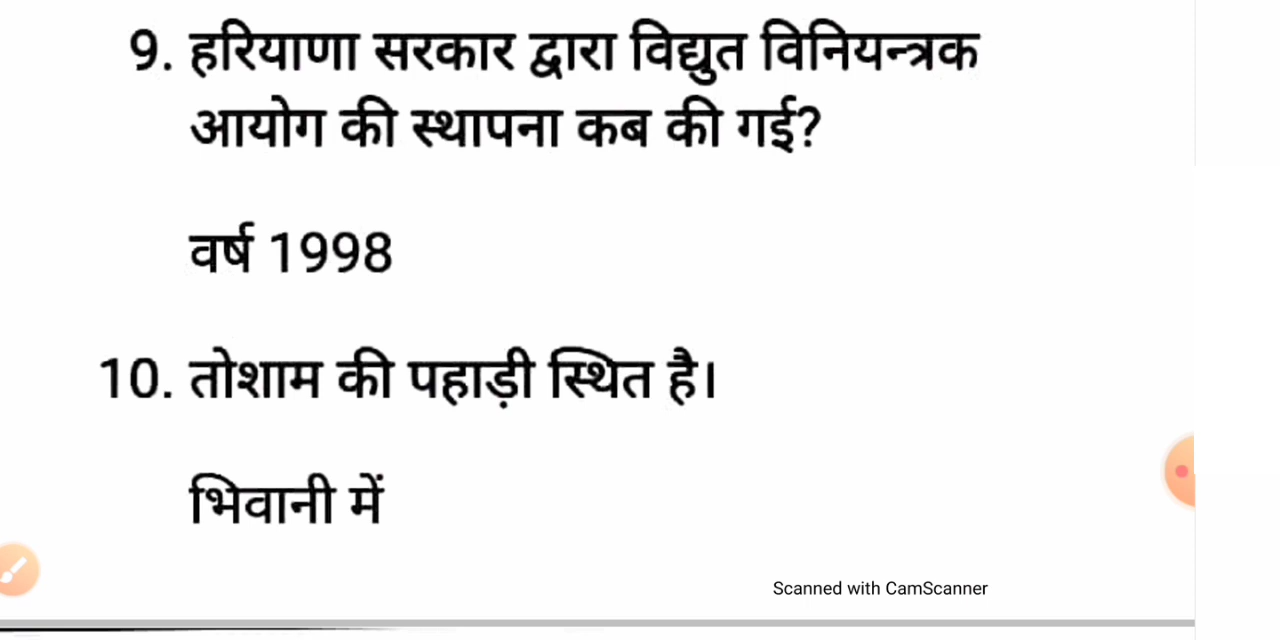 9. हरियाणा सरकार द्वारा विद्युत विनियन्त्रक
आयोग की स्थापना कब की गई?
वर्ष 1998
10. तोशाम की पहाड़ी स्थित है।
भिवानी में
Scanned with CamScanner